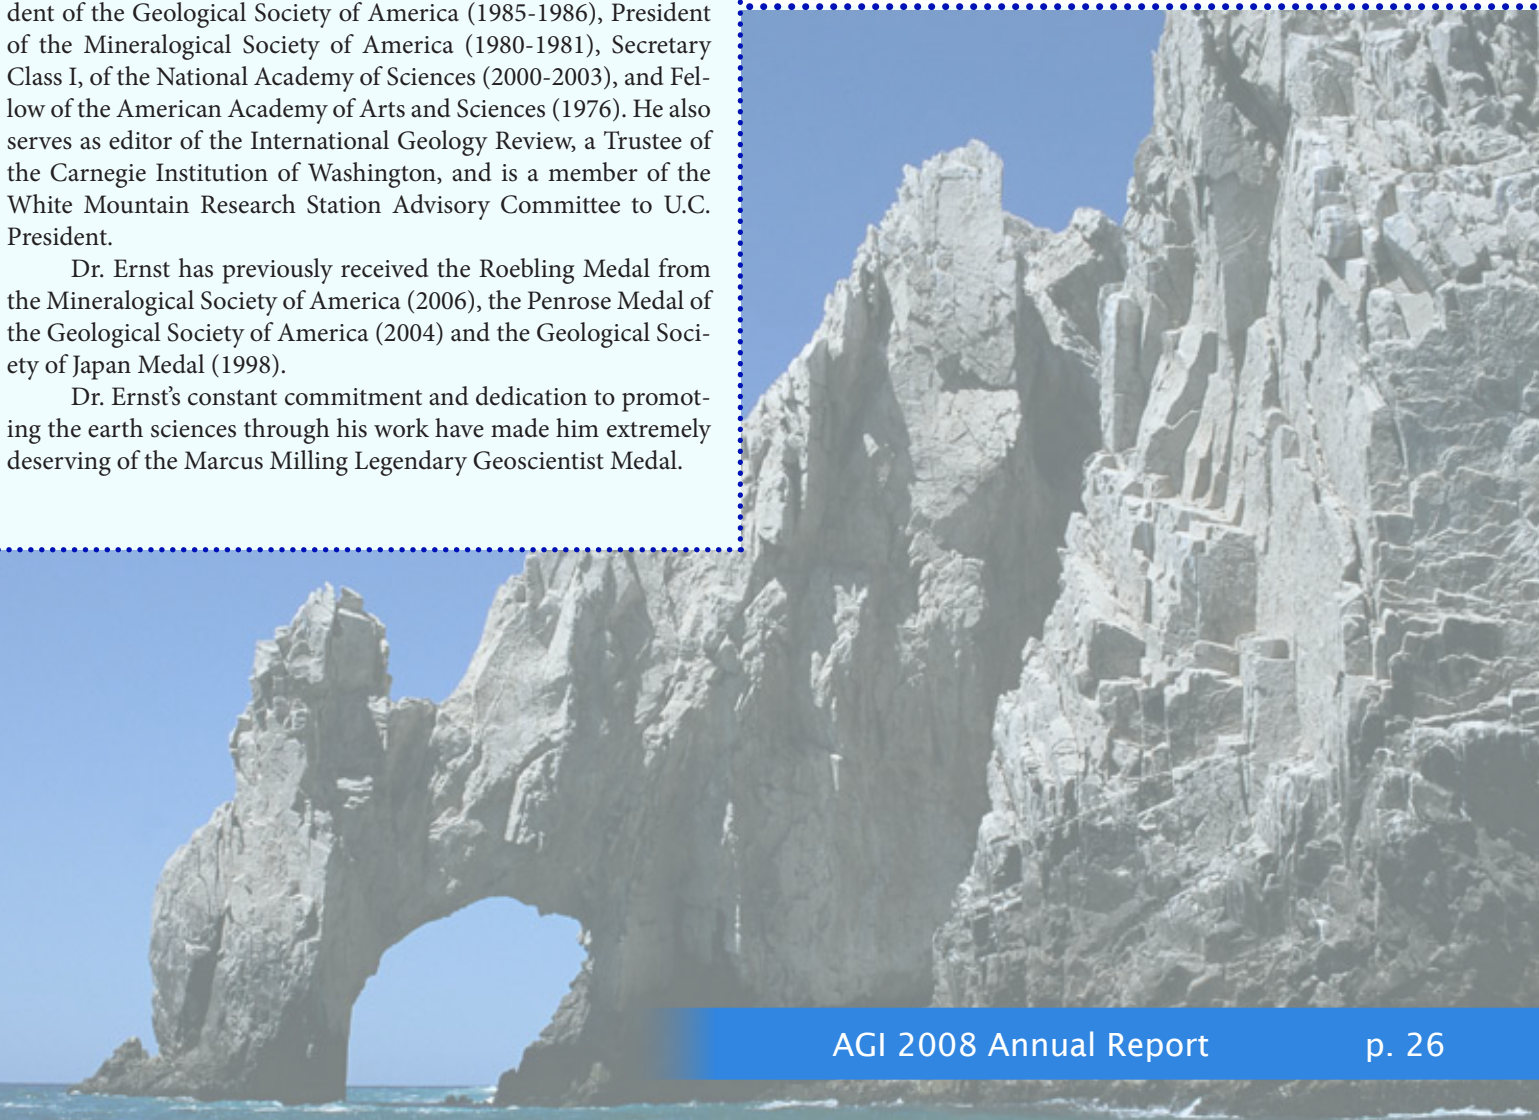 dent of the Geological Society of America (1985-1986), President
of the Mineralogical Society of America (1980-1981), Secretary
Class I, of the National Academy of Sciences (2000-2003), and Fel-
low of the American Academy of Arts and Sciences (1976). He also
serves as editor of the International Geology Review, a Trustee of
the Carnegie Institution of Washington, and is a member of the
White Mountain Research Station Advisory Committee to U.C.
President.
Dr. Ernst has previously received the Roebling Medal from
the Mineralogical Society of America (2006), the Penrose Medal of
the Geological Society of America (2004) and the Geological Soci-
ety of Japan Medal (1998).
Dr. Ernst’s constant commitment and dedication to promot-
ing the earth sciences through his work have made him extremely
deserving of the Marcus Milling Legendary Geoscientist Medal.
AGI 2008 Annual Report p. 26